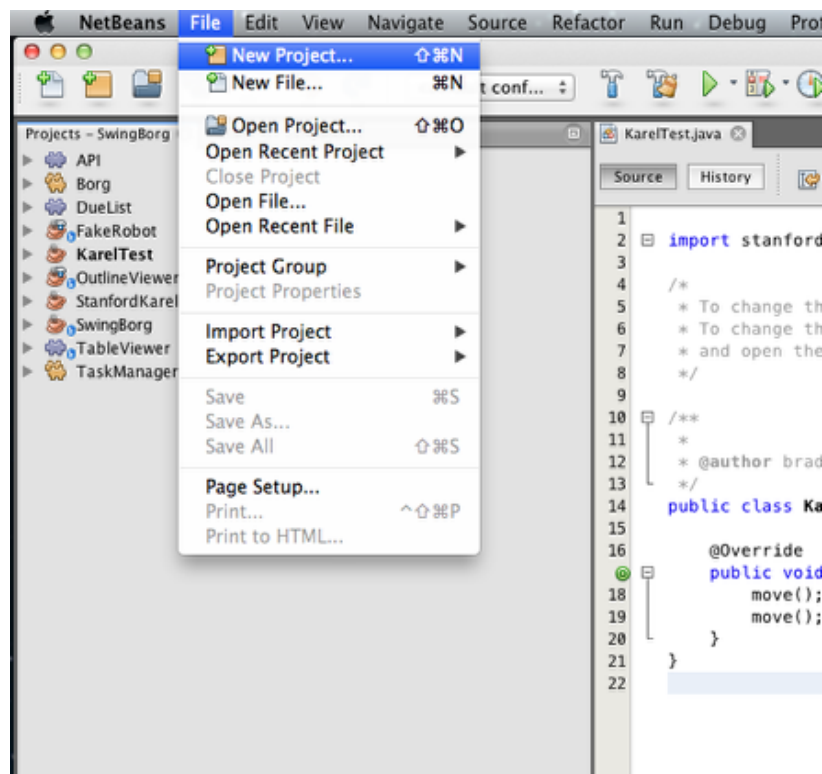 NetBeans File Edit View Navigate Source Refactor Run Debug
New Project... ⇧⌘N
New File... ⌘N
t conf...
Open Project... ⇧⌘O
Open Recent Project
Close Project
Open File...
Open Recent File
Project Group
Project Properties
Import Project
Export Project
Save ⌘S
Save As...
Save All ⇧⌘S
Page Setup...
Print... ^⇧⌘P
Print to HTML...
Projects – SwingBorg
API
Borg
DueList
FakeRobot
KarelTest
OutlineViewer
StanfordKarel
SwingBorg
TableViewer
TaskManager
KarelTest.java
Source History
1
2 import stanford
3
4 /*
5 * To change th
6 * To change th
7 * and open the
8 */
9
10 /**
11 *
12 * @author brad
13 */
14 public class Ka
15
16 @Override
public void
18 move();
19 move();
20 }
21 }
22